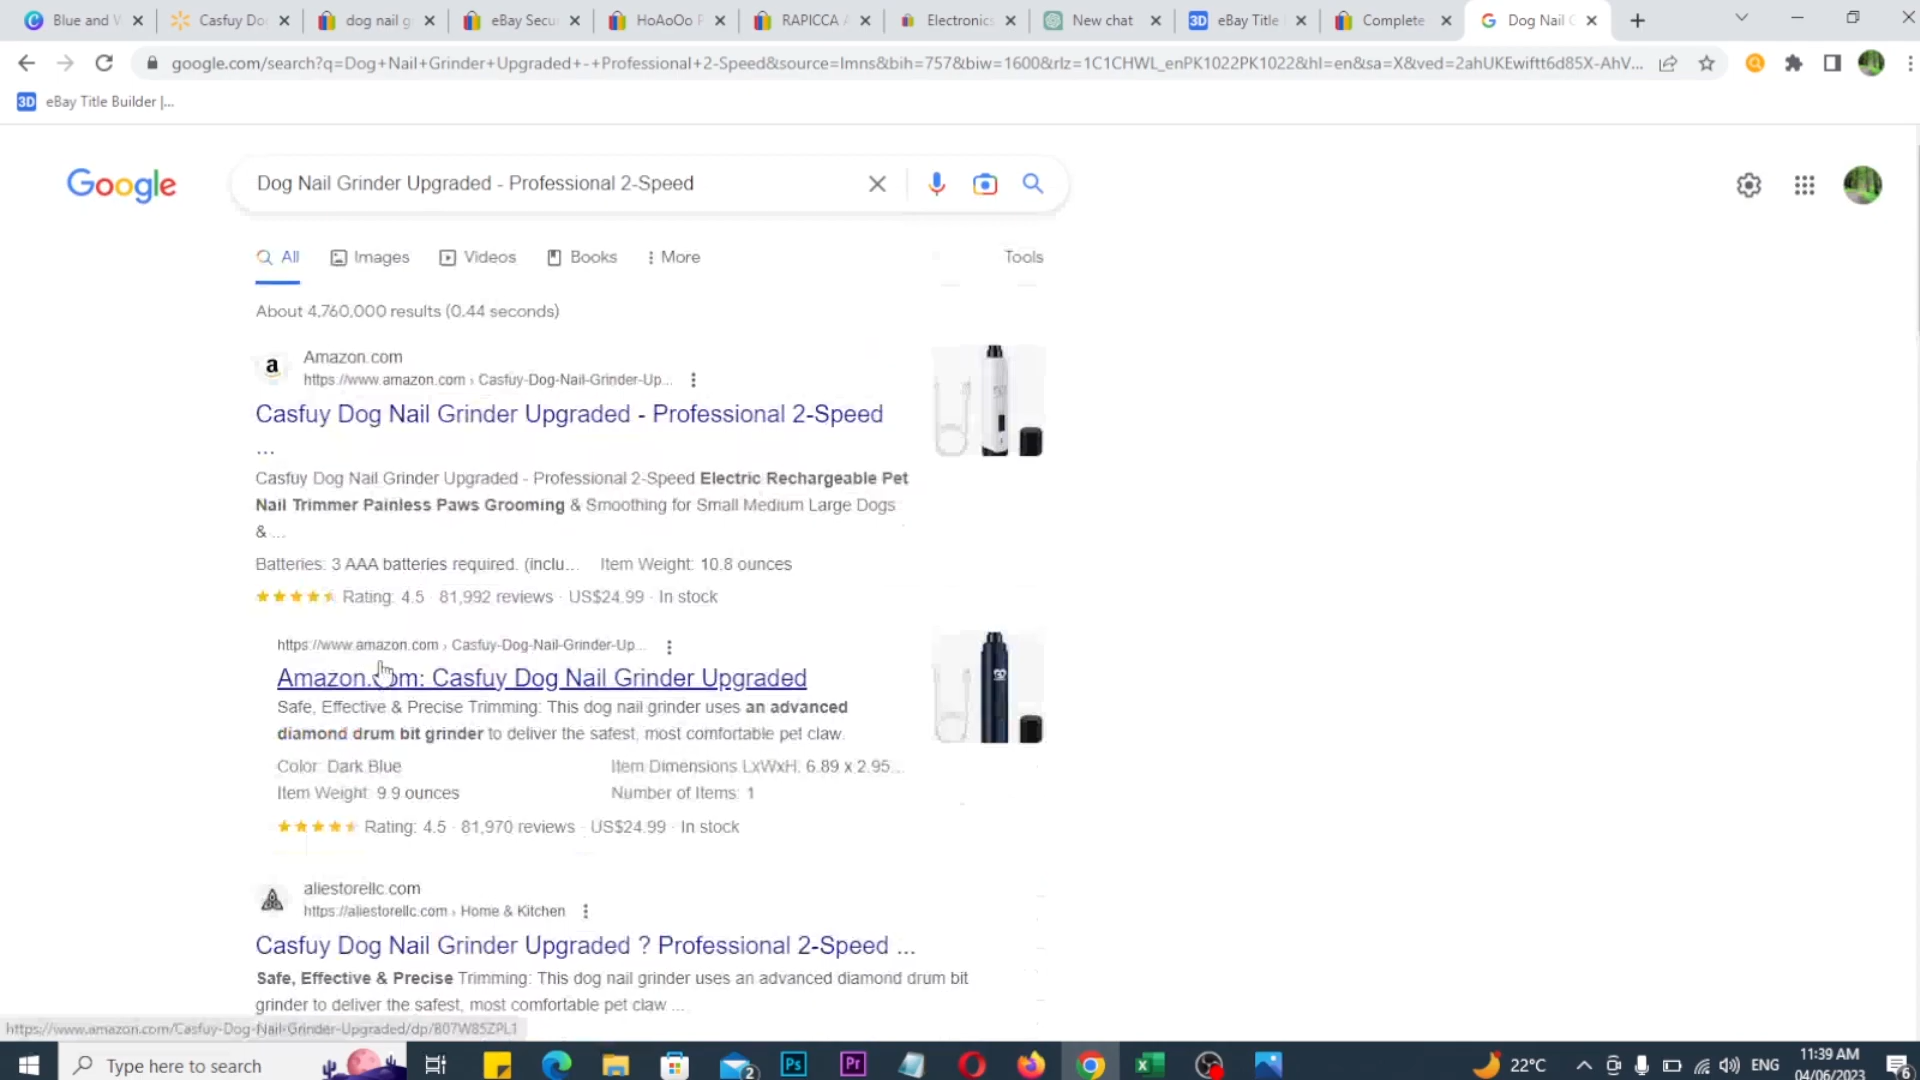 Blue and V
Casfuy Do
dog nail g
eBay Secu
HoAoOo P
RAPICCA A
Electronics
New chat
3D eBay Title
Complete
Dog Nail C
google.com/search?q=Dog+Nail+Grinder+Upgraded+-+Professional+2-Speed&source=lmns&bih=757&biw=1600&rlz=1C1CHWL_enPK1022PK1022&hl=en&sa=X&ved=2ahUKEwiftt6d85X-AhV...
3D eBay Title Builder |...
Google
Dog Nail Grinder Upgraded - Professional 2-Speed
All
Images
Videos
Books
More
Tools
About 4,760,000 results (0.44 seconds)
Amazon.com
https://www.amazon.com › Casfuy-Dog-Nail-Grinder-Up...
Casfuy Dog Nail Grinder Upgraded - Professional 2-Speed
...
Casfuy Dog Nail Grinder Upgraded - Professional 2-Speed Electric Rechargeable Pet
Nail Trimmer Painless Paws Grooming & Smoothing for Small Medium Large Dogs
& ...
Batteries: 3 AAA batteries required. (inclu... Item Weight: 10.8 ounces
Rating: 4.5 · 81,992 reviews · US$24.99 · In stock
https://www.amazon.com › Casfuy-Dog-Nail-Grinder-Up...
Amazon.com: Casfuy Dog Nail Grinder Upgraded
Safe, Effective & Precise Trimming: This dog nail grinder uses an advanced
diamond drum bit grinder to deliver the safest, most comfortable pet claw.
Color: Dark Blue
Item Dimensions LxWxH: 6.89 x 2.95...
Item Weight: 9.9 ounces
Number of Items: 1
Rating: 4.5 · 81,970 reviews · US$24.99 · In stock
aliestorellc.com
https://aliestorellc.com › Home & Kitchen
Casfuy Dog Nail Grinder Upgraded ? Professional 2-Speed ...
Safe, Effective & Precise Trimming: This dog nail grinder uses an advanced diamond drum bit
grinder to deliver the safest, most comfortable pet claw ...
https://www.amazon.com/Casfuy-Dog-Nail-Grinder-Upgraded/dp/B07W85ZPL1
Type here to search
2
Ps
Pr
22°C
ENG
11:39 AM
04/06/2023
6